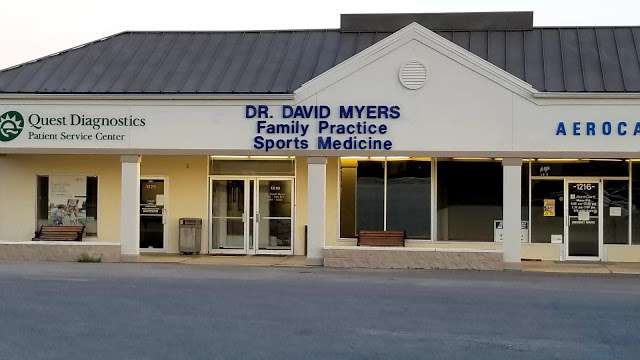 Quest Diagnostics
Patient Service Center
DR. DAVID MYERS
Family Practice
Sports Medicine
AEROCA
1216